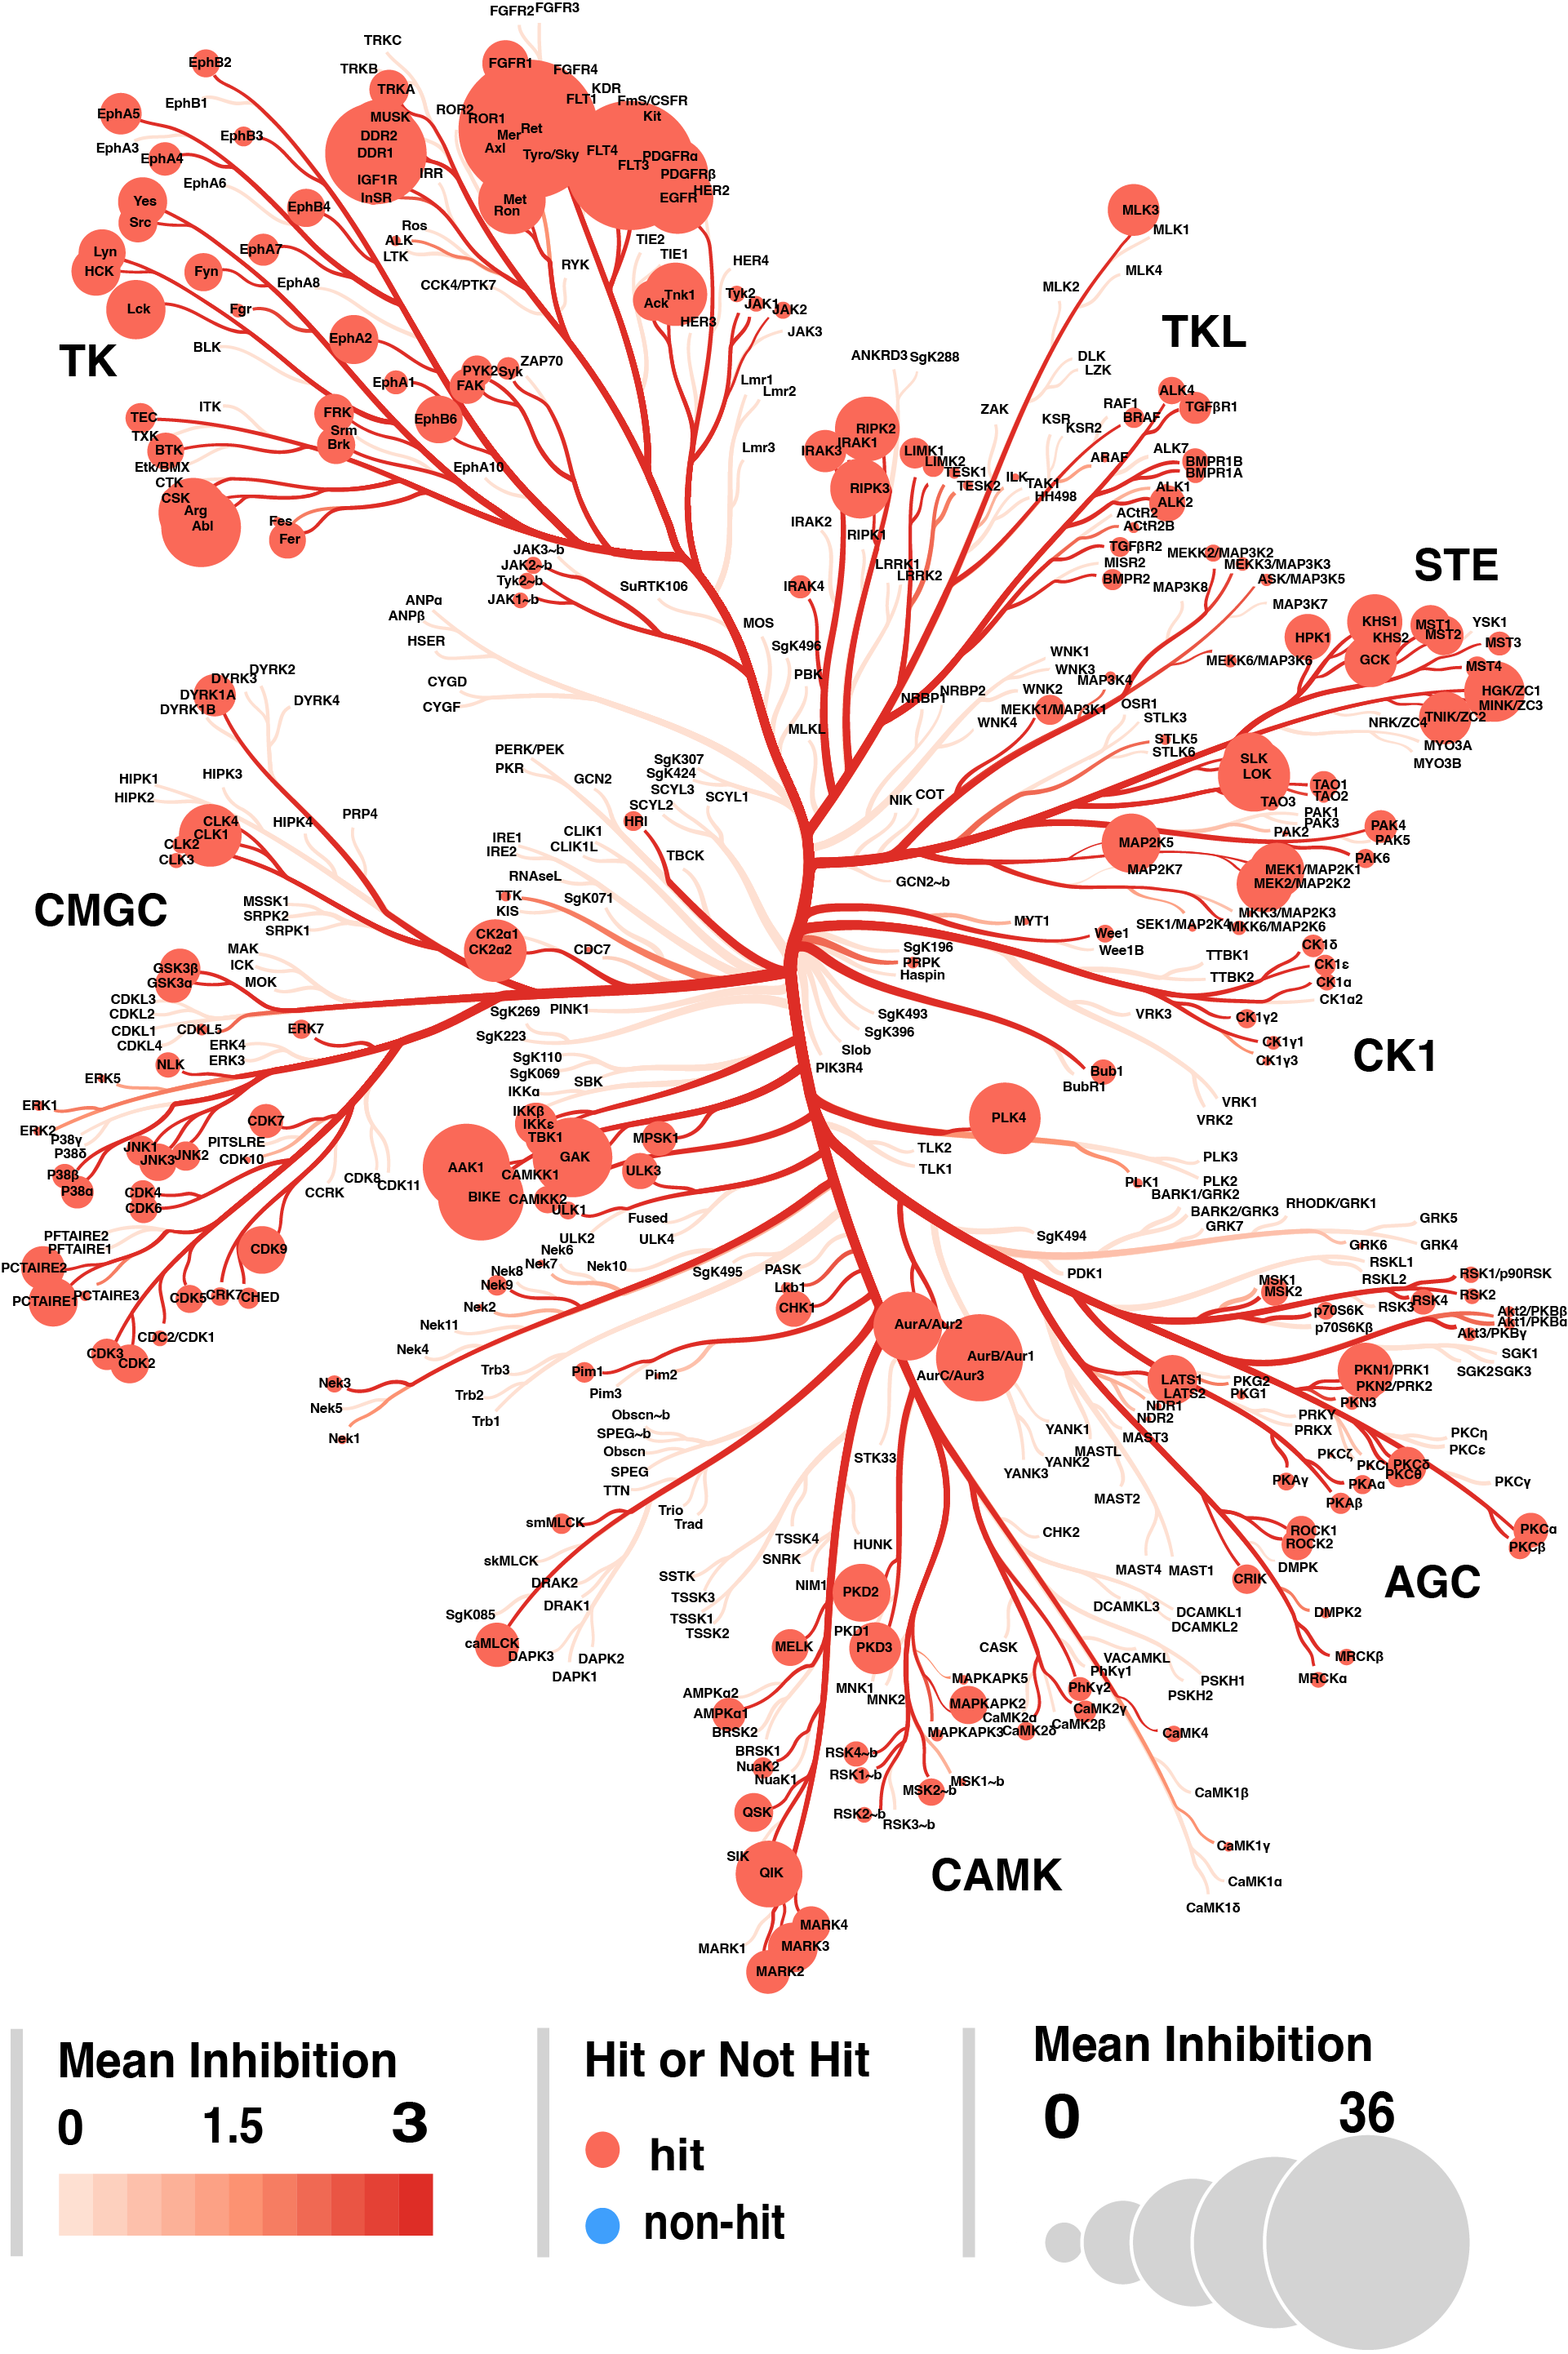 FGFR2
FGFR3
TRKC
TRKB
TRKA
FGFR1
FGFR4
KDR
FLT1
FmS/CSFR
Kit
EphB2
EphB1
EphA5
EphB3
EphA3
EphA4
EphA6
MUSK
DDR2
DDR1
IGF1R
InSR
IRR
ROR2
ROR1
Ret
Mer
Axl
Tyro/Sky
FLT4
FLT3
PDGFRα
PDGFRβ
HER2
EGFR
Met
Ron
Yes
Src
EphB4
Ros
ALK
LTK
Lyn
HCK
Fyn
EphA7
EphA8
CCK4/PTK7
RYK
TIE2
TIE1
HER4
Tnk1
Ack
HER3
Tyk2
JAK1
JAK2
JAK3
Lck
Fgr
BLK
EphA2
EphA1
PYK2
FAK
Syk
ZAP70
Lmr1
Lmr2
Lmr3
TK
TEC
TXK
ITK
BTK
Etk/BMX
CTK
CSK
Arg
Abl
FRK
Srm
Brk
EphB6
EphA10
Fes
Fer
JAK3~b
JAK2~b
Tyk2~b
JAK1~b
SuRTK106
MLK3
MLK1
MLK4
MLK2
TKL
ANKRD3
SgK288
DLK
LZK
ZAK
KSR
KSR2
RAF1
BRAF
ARAF
ALK4
TGFβR1
ALK7
BMPR1B
BMPR1A
ALK1
ALK2
ACtR2
ACtR2B
TGFβR2
MISR2
BMPR2
RIPK2
IRAK3
IRAK1
RIPK3
LIMK1
LIMK2
TESK1
TESK2
ILK
TAK1
HH498
IRAK2
RIPK1
LRRK1
LRRK2
IRAK4
MOS
SgK496
PBK
MLKL
NRBP1
NRBP2
WNK1
WNK3
WNK2
WNK4
STE
MEKK2/MAP3K2
MEKK3/MAP3K3
ASK/MAP3K5
MAP3K8
MAP3K7
MEKK6/MAP3K6
MAP3K4
MEKK1/MAP3K1
OSR1
STLK3
STLK5
STLK6
KHS1
KHS2
HPK1
GCK
MST1
MST2
YSK1
MST3
MST4
HGK/ZC1
MINK/ZC3
TNIK/ZC2
NRK/ZC4
MYO3A
MYO3B
SLK
LOK
TAO1
TAO2
TAO3
PAK1
PAK3
PAK2
PAK4
PAK5
PAK6
NIK
COT
MAP2K5
MAP2K7
MEK1/MAP2K1
MEK2/MAP2K2
MKK3/MAP2K3
SEK1/MAP2K4
MKK6/MAP2K6
GCN2~b
ANPα
ANPβ
HSER
CYGD
CYGF
DYRK2
DYRK3
DYRK1A
DYRK1B
DYRK4
PERK/PEK
PKR
GCN2
SgK307
SgK424
SCYL3
SCYL2
SCYL1
HRI
HIPK1
HIPK2
HIPK3
HIPK4
PRP4
CLK4
CLK1
CLK2
CLK3
IRE1
IRE2
CLIK1
CLIK1L
TBCK
RNAseL
TTK
KIS
SgK071
CK2α1
CK2α2
CDC7
CMGC
MSSK1
SRPK2
SRPK1
MAK
ICK
MOK
GSK3β
GSK3α
CDKL3
CDKL2
CDKL1
CDKL5
CDKL4
ERK7
ERK4
ERK3
NLK
ERK5
ERK1
ERK2
P38γ
P38δ
P38β
P38α
JNK1
JNK3
JNK2
CDK7
PITSLRE
CDK10
CDK4
CDK6
CCRK
CDK8
CDK11
PFTAIRE2
PFTAIRE1
PCTAIRE2
PCTAIRE1
PCTAIRE3
CDK9
CDK5
CRK7
CHED
CDC2/CDK1
CDK3
CDK2
SgK269
PINK1
SgK223
SgK110
SgK069
SBK
IKKα
IKKβ
IKKε
TBK1
MPSK1
GAK
AAK1
CAMKK1
BIKE
CAMKK2
ULK3
ULK1
Fused
ULK2
ULK4
Nek6
Nek7
Nek8
Nek9
Nek10
Nek2
Nek11
Nek4
Nek3
Nek5
Nek1
MYT1
Wee1
Wee1B
SgK196
PRPK
Haspin
TTBK1
TTBK2
CK1δ
CK1ε
CK1α
CK1α2
CK1γ2
CK1γ1
CK1γ3
CK1
VRK3
VRK1
VRK2
SgK493
SgK396
Slob
PIK3R4
Bub1
BubR1
PLK4
TLK2
TLK1
PLK3
PLK1
PLK2
SgK495
PASK
Lkb1
CHK1
Trb3
Trb2
Trb1
Pim1
Pim2
Pim3
Obscn~b
SPEG~b
Obscn
SPEG
TTN
Trio
Trad
smMLCK
skMLCK
DRAK2
DRAK1
SgK085
caMLCK
DAPK3
DAPK2
DAPK1
SgK494
BARK1/GRK2
BARK2/GRK3
GRK7
RHODK/GRK1
GRK5
GRK6
GRK4
PDK1
RSKL1
RSKL2
MSK1
MSK2
RSK1/p90RSK
RSK2
RSK3
RSK4
p70S6K
p70S6Kβ
Akt2/PKBβ
Akt1/PKBα
Akt3/PKBγ
SGK1
SGK2
SGK3
PKN1/PRK1
PKN2/PRK2
PKN3
LATS1
LATS2
PKG2
PKG1
NDR1
NDR2
PRKY
PRKX
PKCη
PKCε
PKCζ
PKCδ
PKCθ
PKCγ
PKAγ
PKAα
PKAβ
PKCα
PKCβ
AurA/Aur2
AurB/Aur1
AurC/Aur3
YANK1
YANK2
YANK3
MASTL
MAST3
MAST2
MAST4
MAST1
ROCK1
ROCK2
DMPK
CRIK
DMPK2
MRCKβ
MRCKα
AGC
STK33
CHK2
TSSK4
SNRK
HUNK
NIM1
SSTK
TSSK3
TSSK1
TSSK2
PKD2
PKD1
PKD3
MELK
DCAMKL3
DCAMKL1
DCAMKL2
CASK
VACAMKL
PhKγ1
PhKγ2
PSKH1
PSKH2
AMPKα2
AMPKα1
BRSK2
BRSK1
NuaK2
NuaK1
MNK1
MNK2
MAPKAPK5
MAPKAPK2
MAPKAPK3
CaMK2α
CaMK2δ
CaMK2β
CaMK2γ
CaMK4
RSK4~b
RSK1~b
RSK2~b
RSK3~b
MSK2~b
MSK1~b
QSK
SIK
QIK
CaMK1β
CaMK1γ
CaMK1α
CaMK1δ
CAMK
MARK4
MARK3
MARK1
MARK2
Mean Inhibition
0 1.5 3
Hit or Not Hit
hit
non-hit
Mean Inhibition
0 36